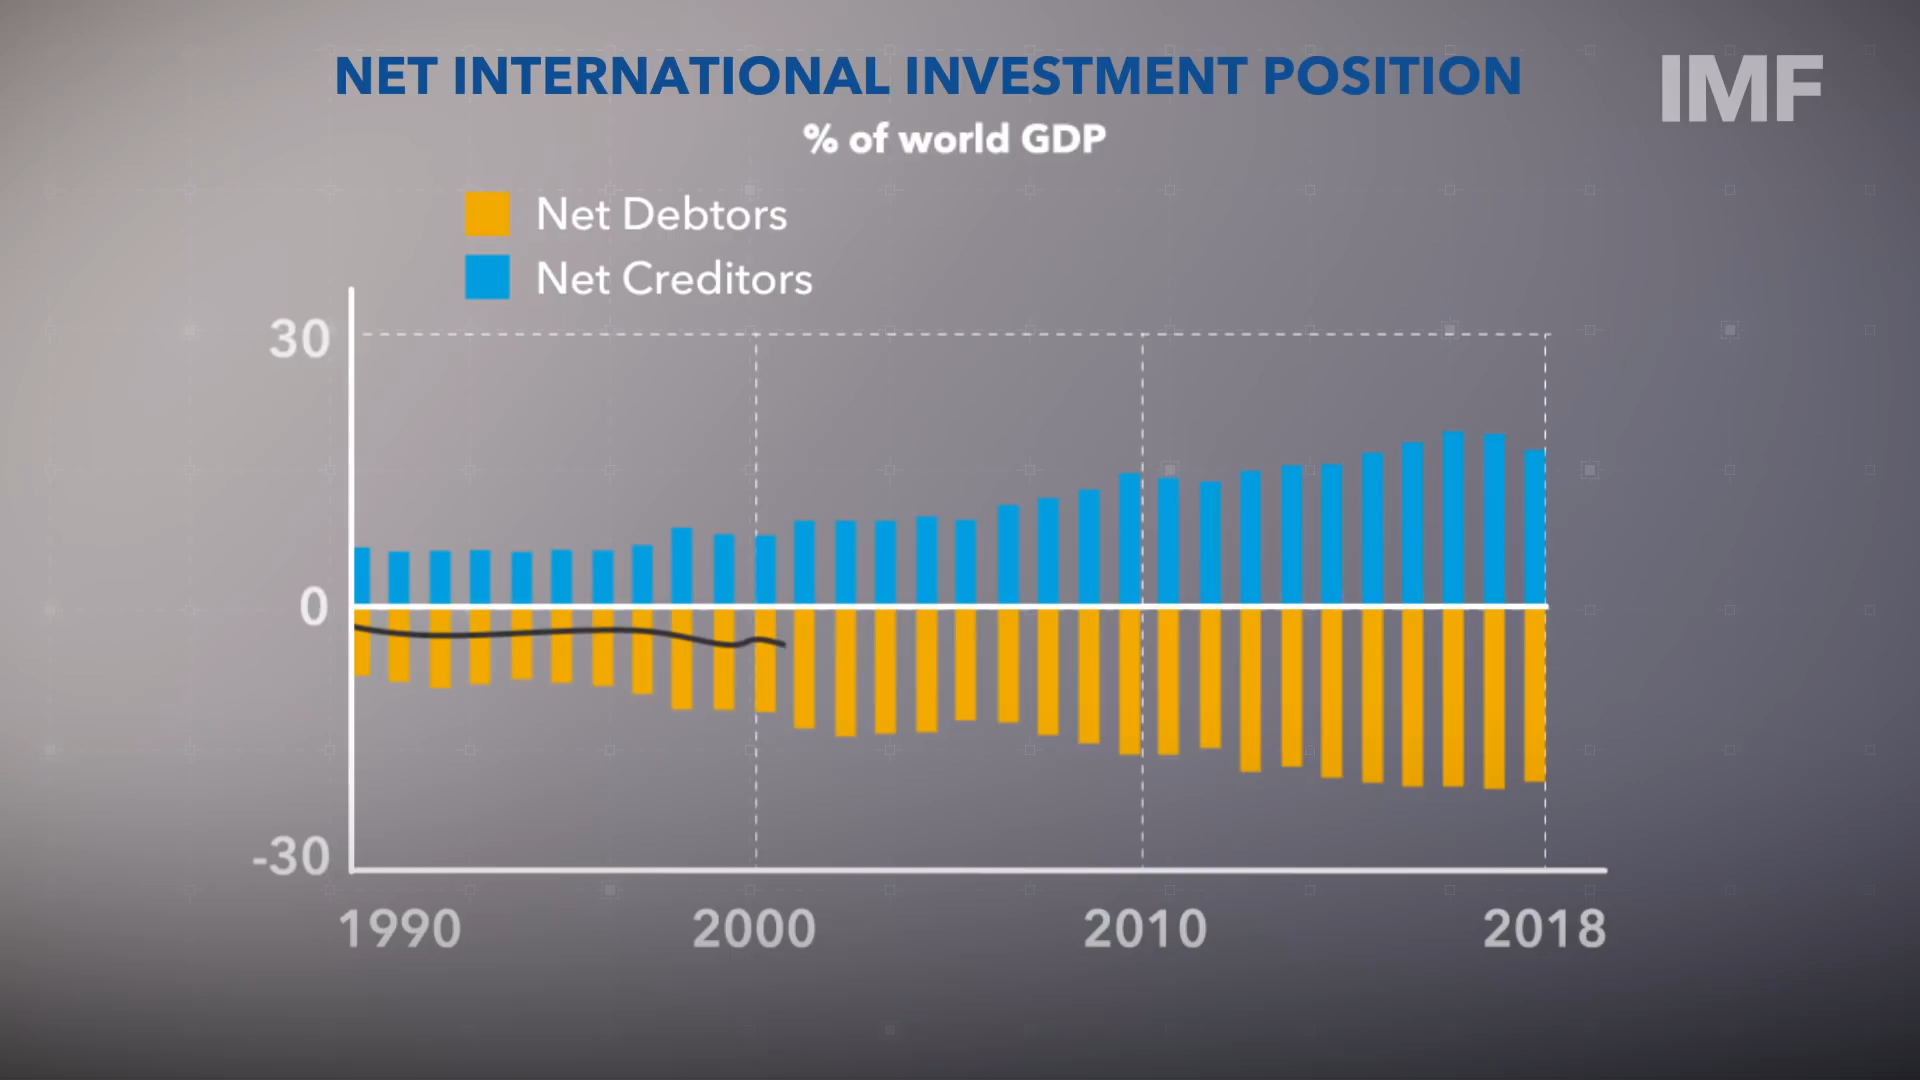 NET INTERNATIONAL INVESTMENT POSITION
IMF
% of world GDP
Net Debtors
Net Creditors
30
0
-30
1990 2000 2010 2018